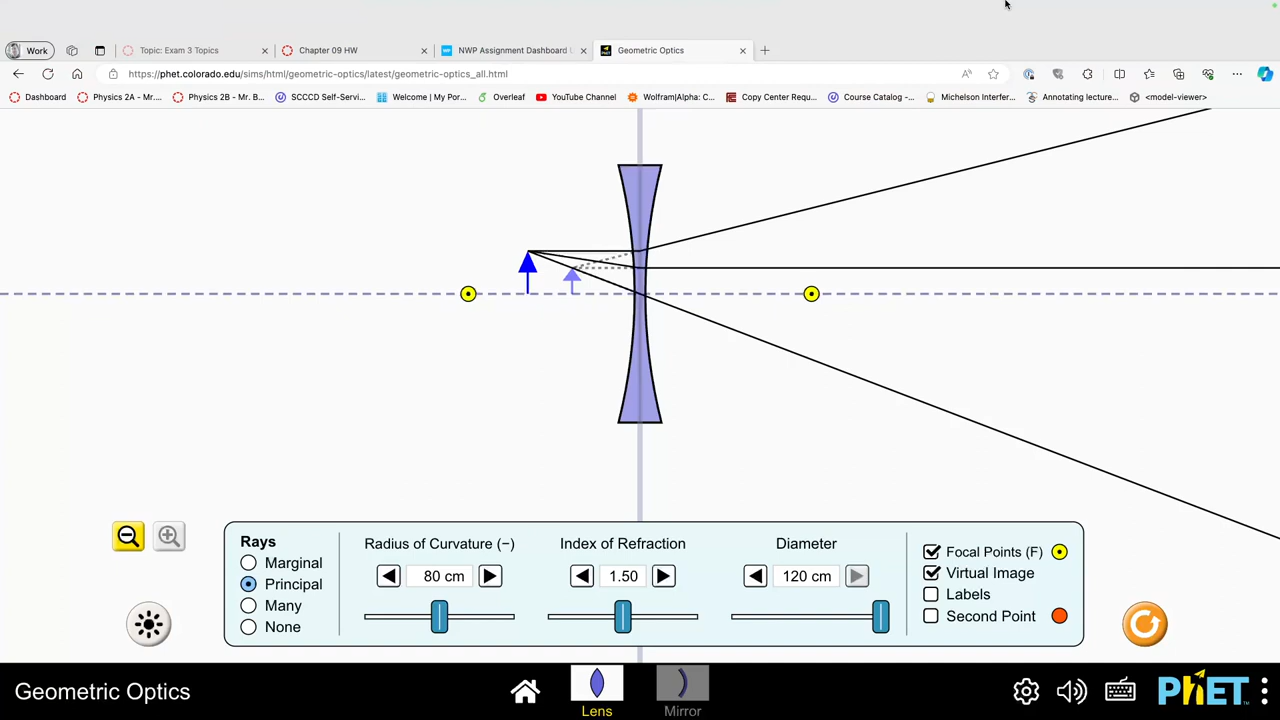 Work
Topic: Exam 3 Topics
Chapter 09 HW
NWP Assignment Dashboard
Geometric Optics
https://phet.colorado.edu/sims/html/geometric-optics/latest/geometric-optics_all.html
Dashboard
Physics 2A - Mr....
Physics 2B - Mr. B...
SCCCD Self-Servi...
Welcome | My Por...
Overleaf
YouTube Channel
Wolfram|Alpha: C...
Copy Center Requ...
Course Catalog -...
Michelson Interfer...
Annotating lecture...
<model-viewer>
Rays
Marginal
Principal
Many
None
Radius of Curvature (−)
80 cm
Index of Refraction
1.50
Diameter
120 cm
Focal Points (F)
Virtual Image
Labels
Second Point
Geometric Optics
Lens
Mirror
PhET